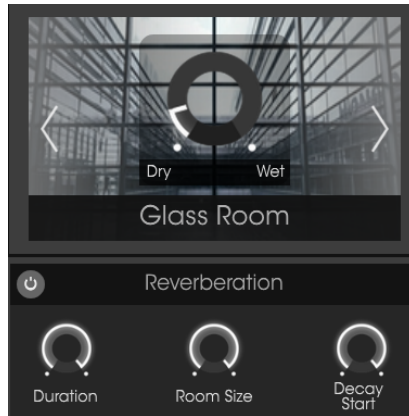 Dry Wet
Glass Room
Reverberation
Duration Room Size Decay
Start